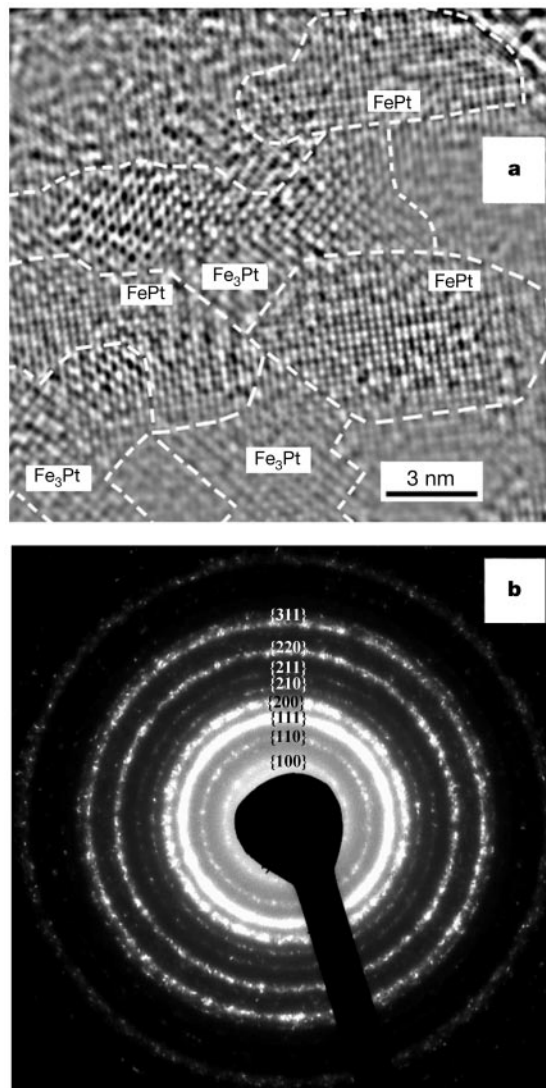 FePt
a
Fe₃Pt
FePt
FePt
Fe₃Pt
Fe₃Pt
3 nm
b
{311}
{220}
{211}
{210}
{200}
{111}
{110}
{100}